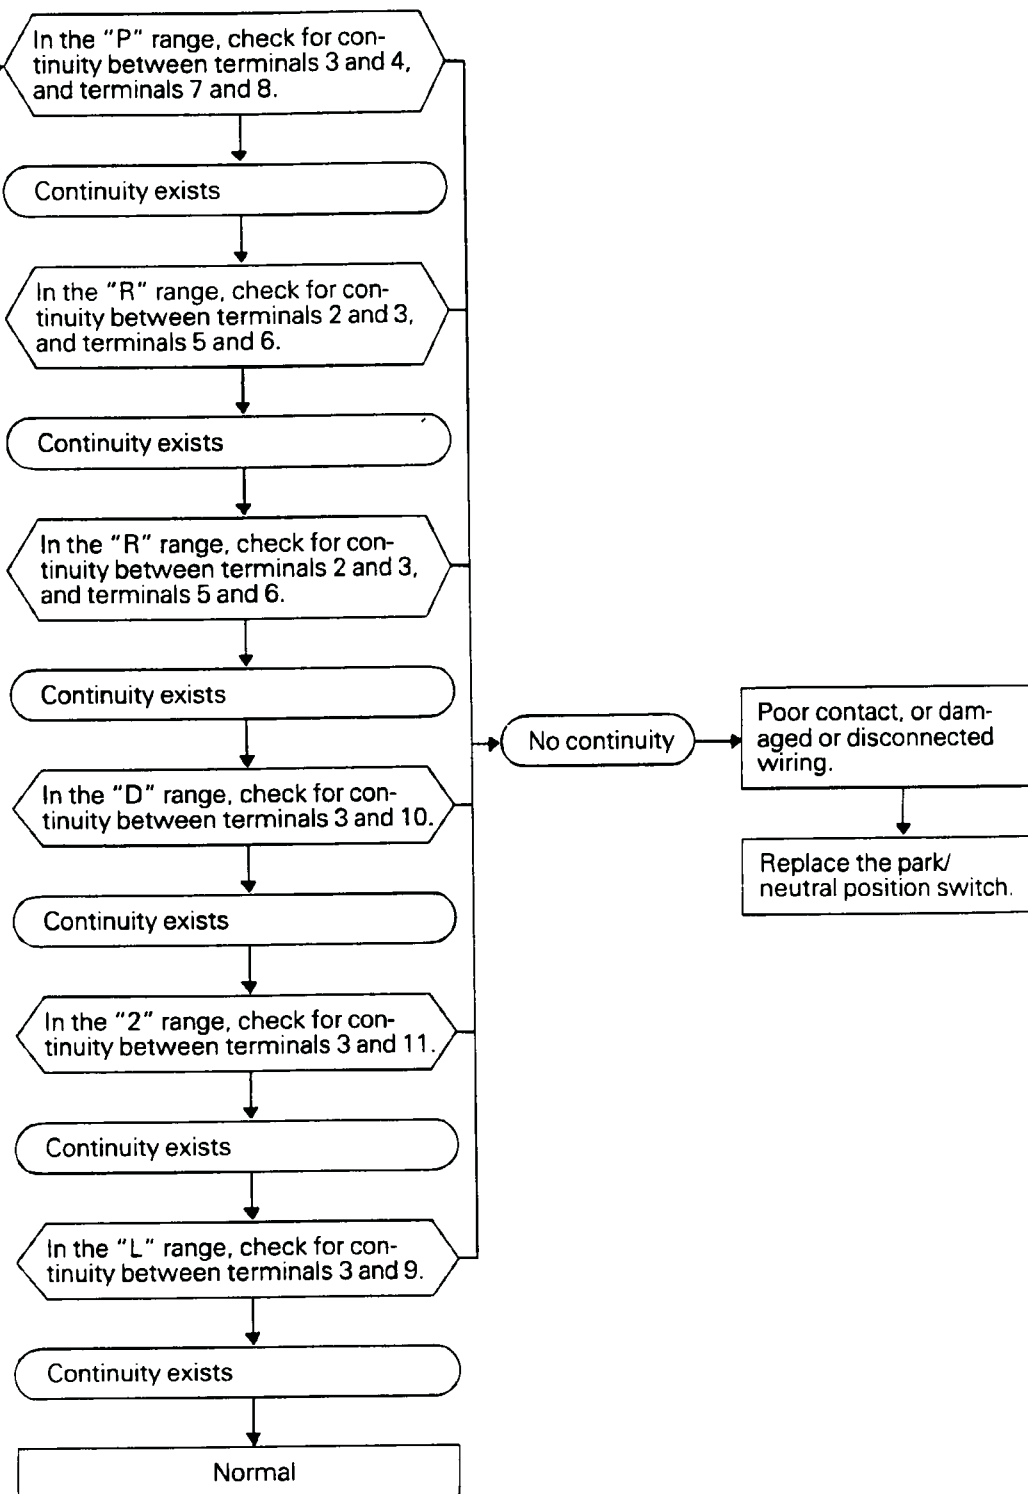 In the "P" range, check for con-
tinuity between terminals 3 and 4,
and terminals 7 and 8.
Continuity exists
In the "R" range, check for con-
tinuity between terminals 2 and 3,
and terminals 5 and 6.
Continuity exists
In the "R" range, check for con-
tinuity between terminals 2 and 3,
and terminals 5 and 6.
Continuity exists
In the "D" range, check for con-
tinuity between terminals 3 and 10.
Continuity exists
In the "2" range, check for con-
tinuity between terminals 3 and 11.
Continuity exists
In the "L" range, check for con-
tinuity between terminals 3 and 9.
Continuity exists
Normal
No continuity
Poor contact, or dam-
aged or disconnected
wiring.
Replace the park/
neutral position switch.